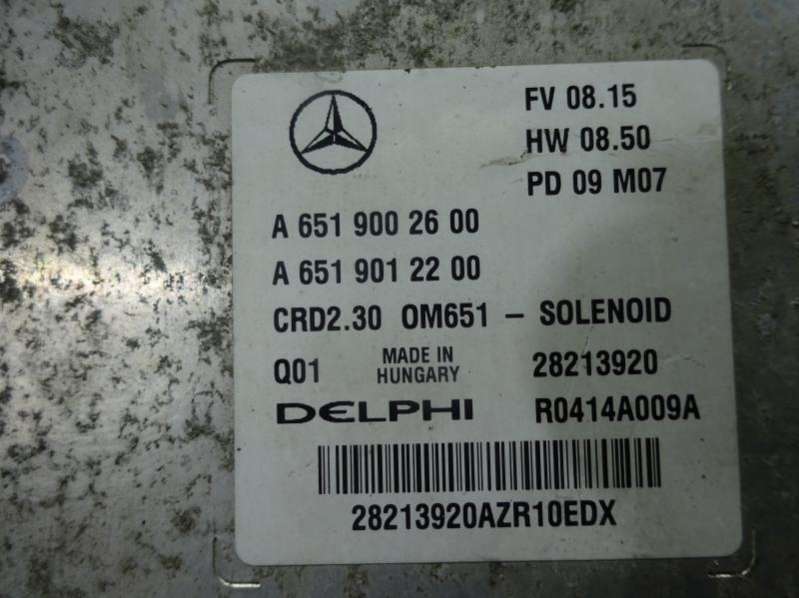 FV 08.15
HW 08.50
PD 09 M07
A 651 900 26 00
A 651 901 22 00
CRD2.30 OM651 – SOLENOID
Q01 MADE IN HUNGARY 28213920
DELPHI R0414A009A
28213920AZR10EDX